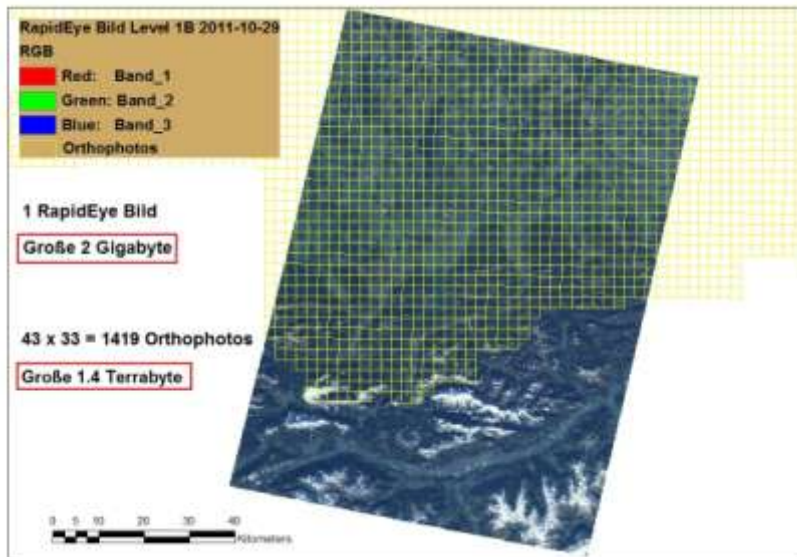 RapidEye Bild Level 1B 2011-10-29
RGB
Red: Band_1
Green: Band_2
Blue: Band_3
Orthophotos
1 RapidEye Bild
Große 2 Gigabyte
43 x 33 = 1419 Orthophotos
Große 1.4 Terrabyte
0 5 10 20 30 40
Kilometers